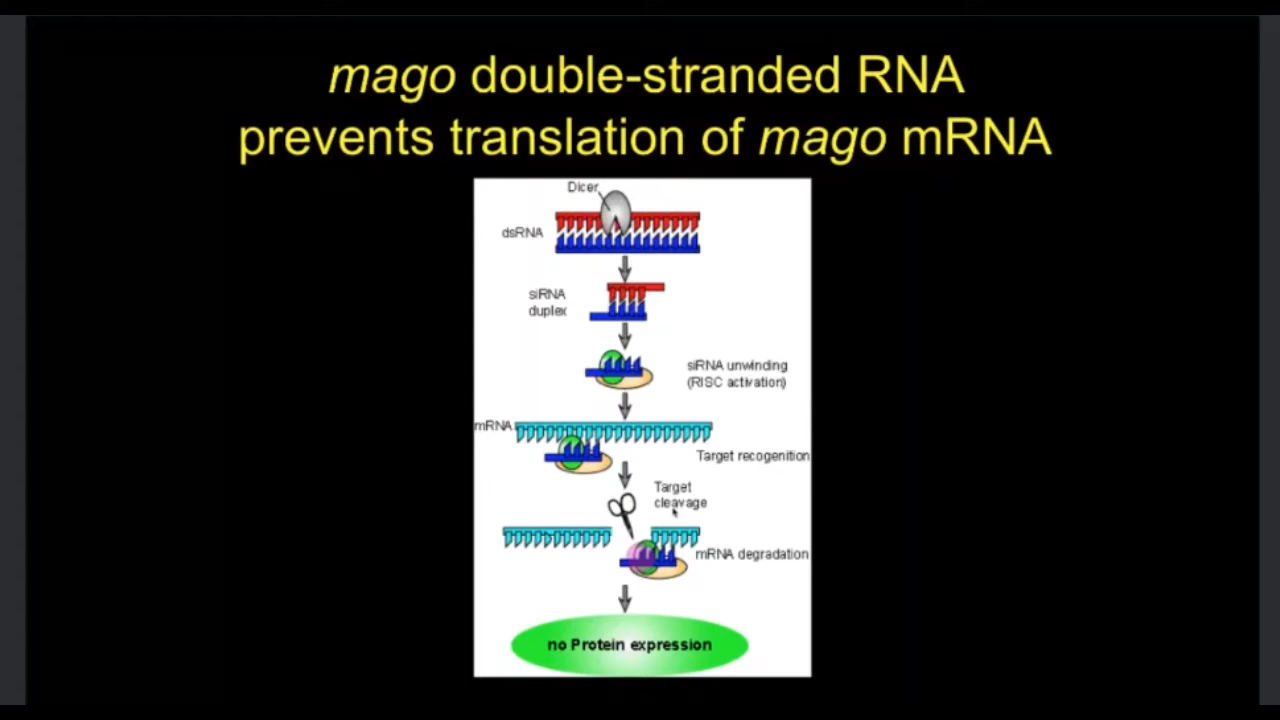 mago double-stranded RNA
prevents translation of mago mRNA
Dicer
dsRNA
siRNA
duplex
siRNA unwinding
(RISC activation)
mRNA
Target recogenition
Target
cleavage
mRNA degradation
no Protein expression